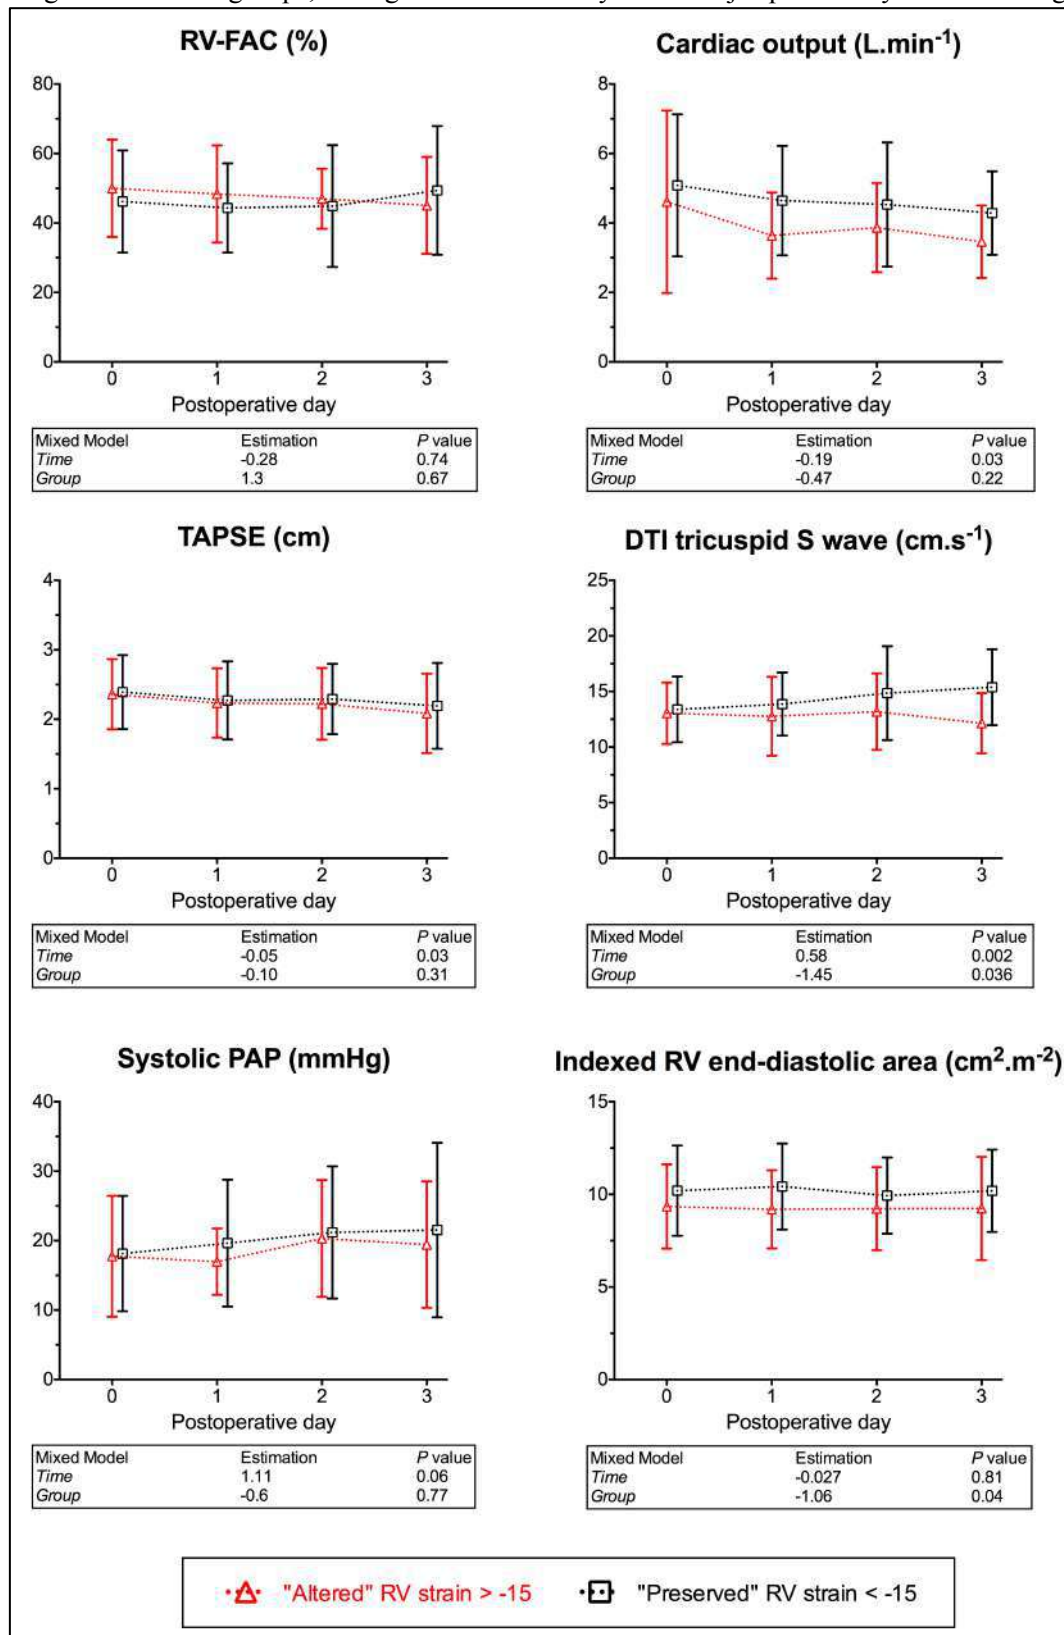 RV-FAC (%)
80
60
40
20
0
0 1 2 3
Postoperative day
Mixed Model Estimation P value
Time -0.28 0.74
Group 1.3 0.67
Cardiac output (L.min-1)
8
6
4
2
0
0 1 2 3
Postoperative day
Mixed Model Estimation P value
Time -0.19 0.03
Group -0.47 0.22
TAPSE (cm)
4
3
2
1
0
0 1 2 3
Postoperative day
Mixed Model Estimation P value
Time -0.05 0.03
Group -0.10 0.31
DTI tricuspid S wave (cm.s-1)
25
20
15
10
5
0
0 1 2 3
Postoperative day
Mixed Model Estimation P value
Time 0.58 0.002
Group -1.45 0.036
Systolic PAP (mmHg)
40
30
20
10
0
0 1 2 3
Postoperative day
Mixed Model Estimation P value
Time 1.11 0.06
Group -0.6 0.77
Indexed RV end-diastolic area (cm2.m-2)
15
10
5
0
0 1 2 3
Postoperative day
Mixed Model Estimation P value
Time -0.027 0.81
Group -1.06 0.04
"Altered" RV strain > -15 "Preserved" RV strain < -15